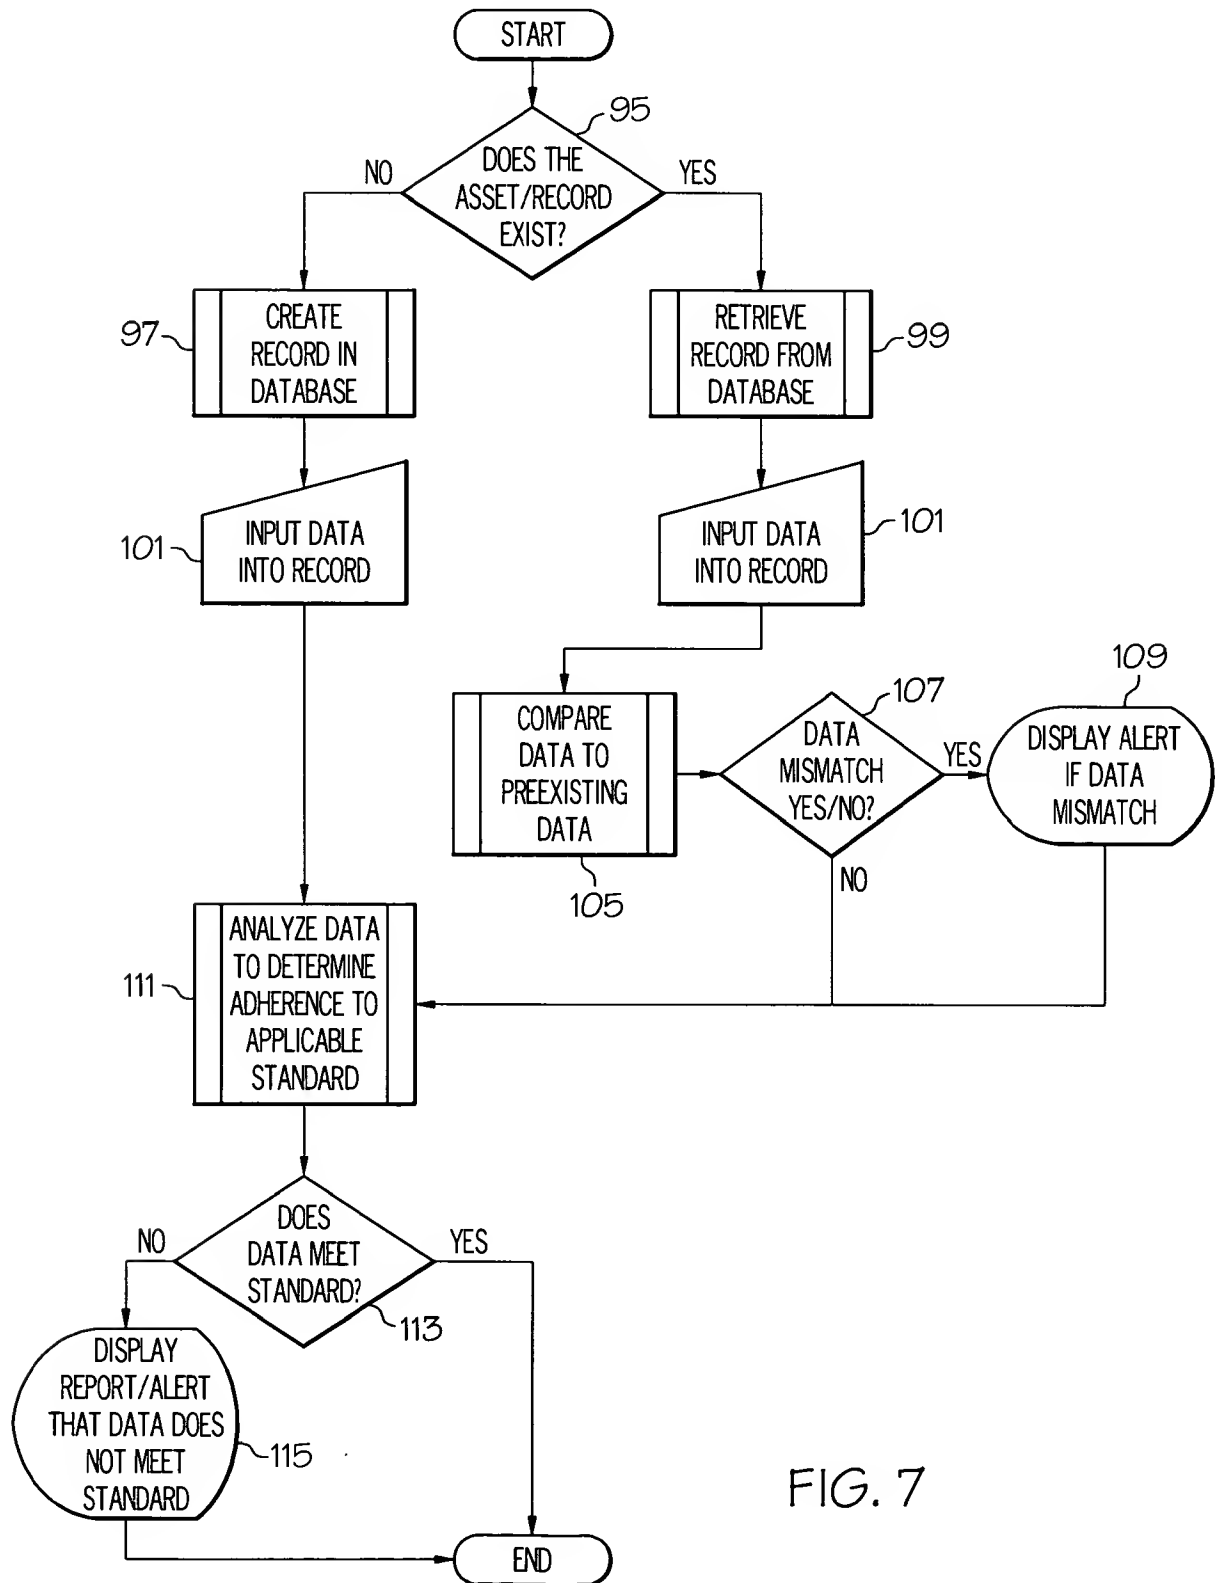 START
95
DOES THE
ASSET/RECORD
EXIST?
NO
YES
97
CREATE
RECORD IN
DATABASE
RETRIEVE
RECORD FROM
DATABASE
99
101
INPUT DATA
INTO RECORD
INPUT DATA
INTO RECORD
101
COMPARE
DATA TO
PREEXISTING
DATA
105
107
DATA
MISMATCH
YES/NO?
YES
NO
109
DISPLAY ALERT
IF DATA
MISMATCH
111
ANALYZE DATA
TO DETERMINE
ADHERENCE TO
APPLICABLE
STANDARD
DOES
DATA MEET
STANDARD?
NO
YES
113
DISPLAY
REPORT/ALERT
THAT DATA DOES
NOT MEET
STANDARD
115
END
FIG. 7